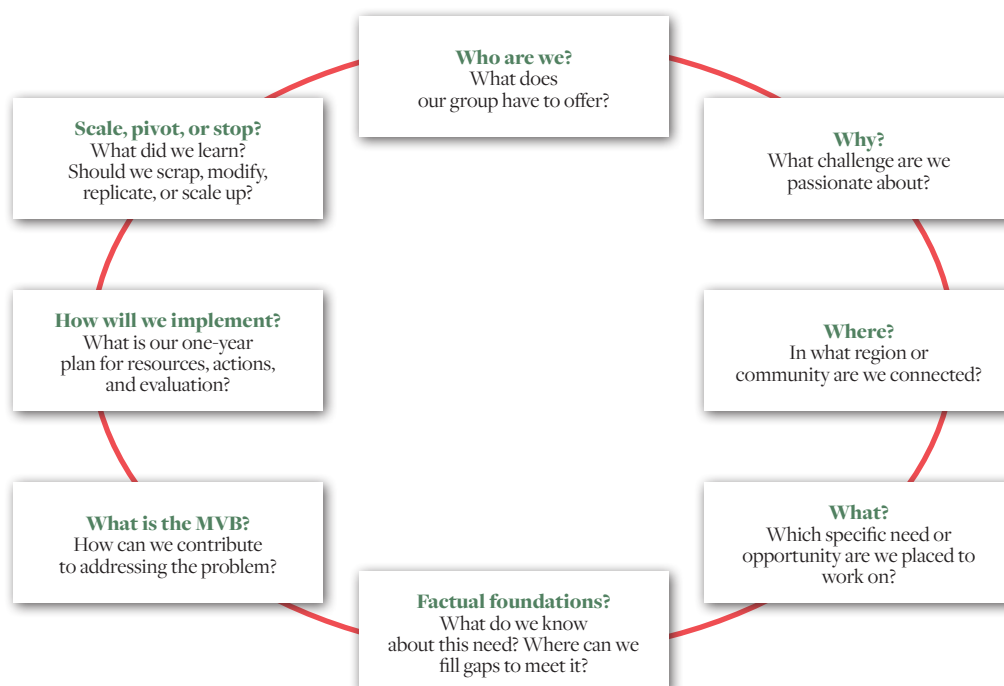 Who are we?
What does
our group have to offer?
Why?
What challenge are we
passionate about?
Where?
In what region or
community are we connected?
What?
Which specific need or
opportunity are we placed to
work on?
Factual foundations?
What do we know
about this need? Where can we
fill gaps to meet it?
What is the MVB?
How can we contribute
to addressing the problem?
How will we implement?
What is our one-year
plan for resources, actions,
and evaluation?
Scale, pivot, or stop?
What did we learn?
Should we scrap, modify,
replicate, or scale up?